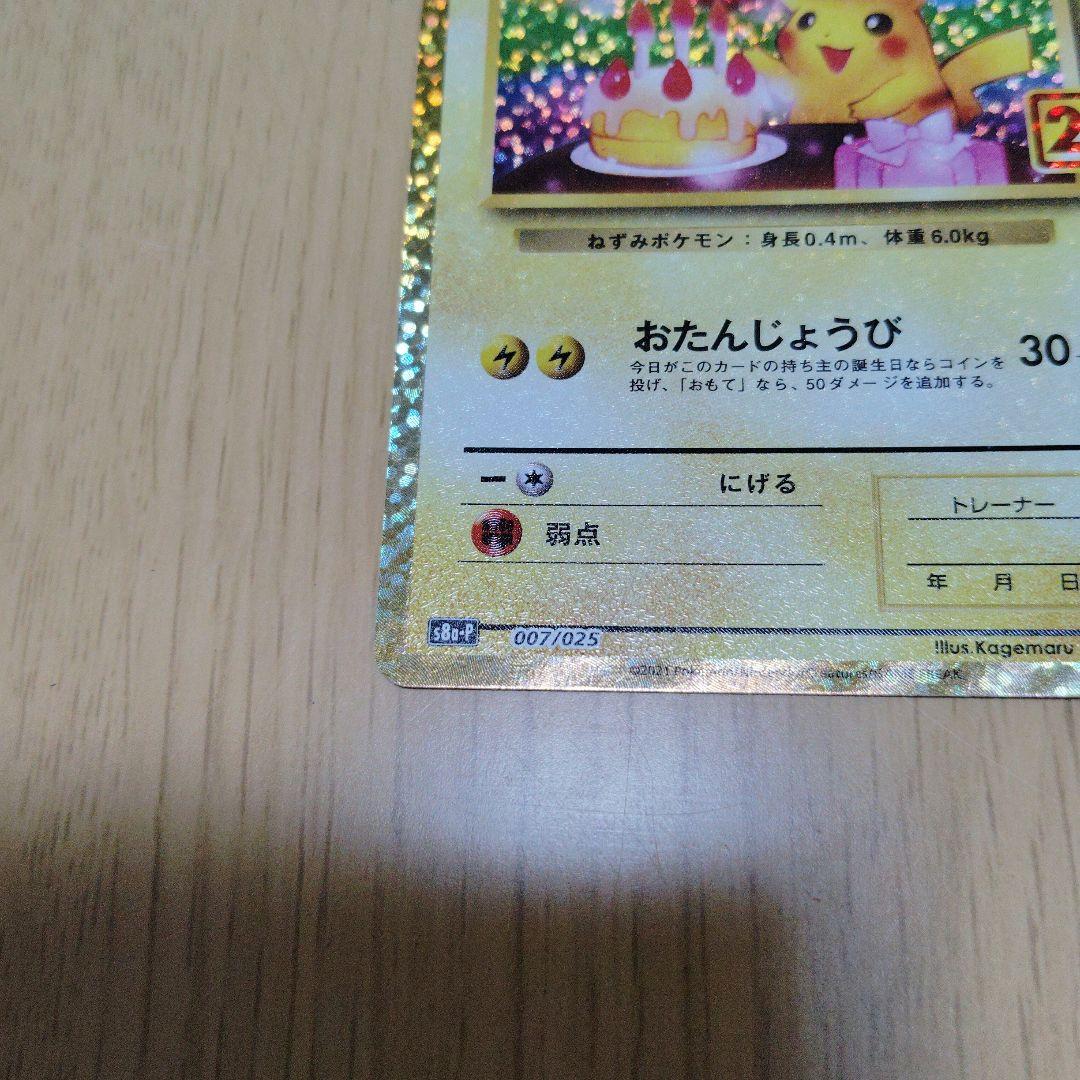 2
ねずみポケモン：身長0.4m、体重6.0kg
おたんじょうび 30
今日がこのカードの持ち主の誕生日ならコインを
投げ、「おもて」なら、50ダメージを追加する。
にげる
弱点
トレーナー
年 月 日
S8a-P 007/025
Illus.Kagemaru
©2021